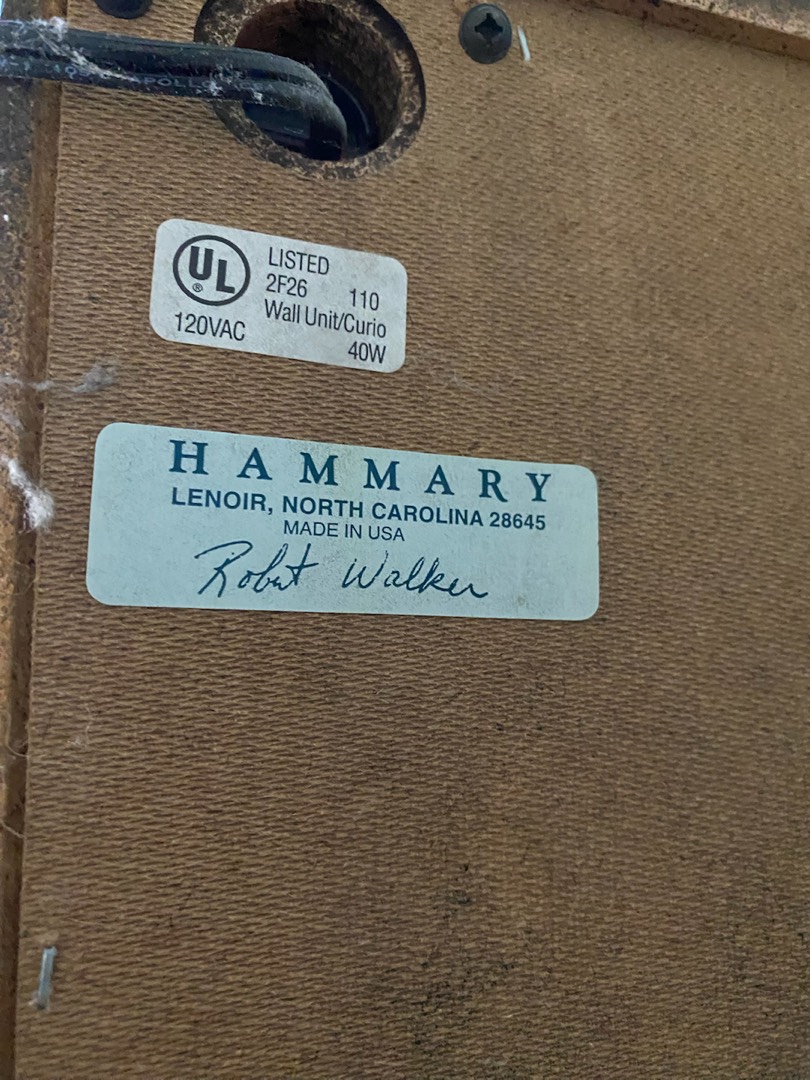 APOLLO
UL
®
LISTED
2F26 110
Wall Unit/Curio
120VAC 40W
HAMMARY
LENOIR, NORTH CAROLINA 28645
MADE IN USA
Robert Walker